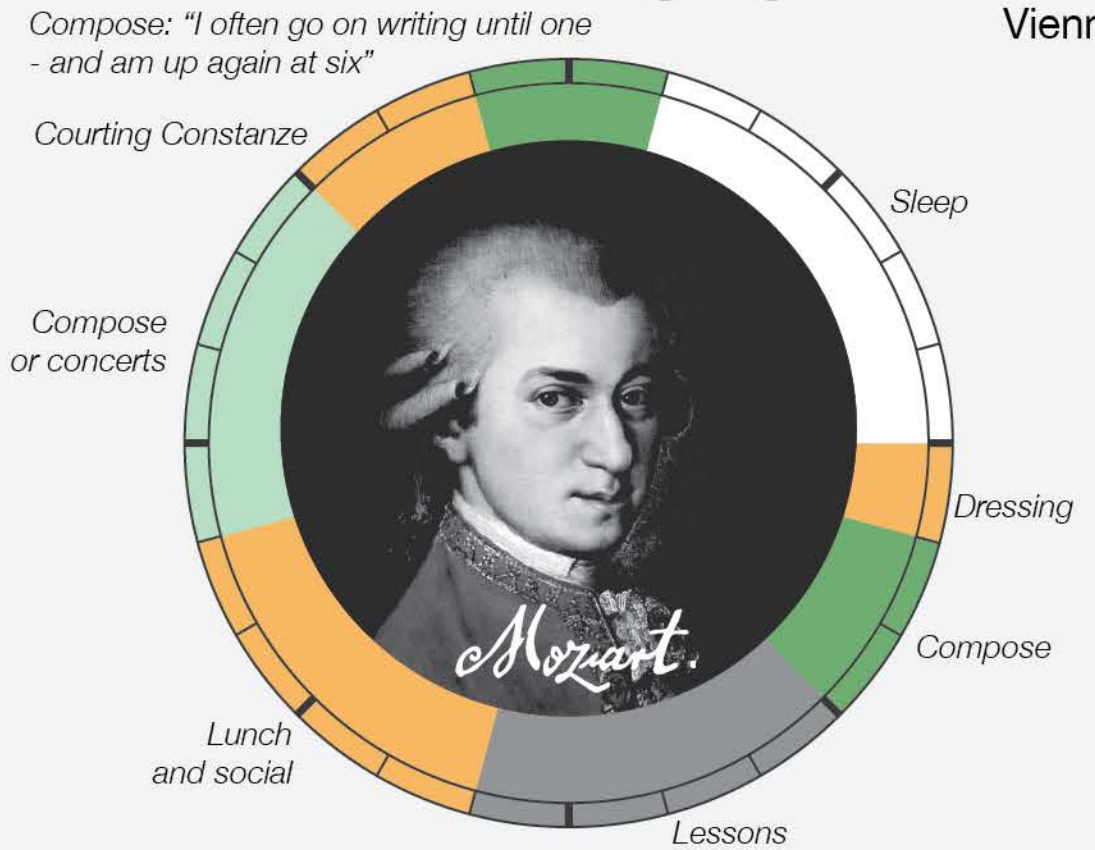 Compose: “I often go on writing until one
- and am up again at six”
Courting Constanze
Sleep
Compose
or concerts
Dressing
Compose
Mozart.
Lunch
and social
Lessons